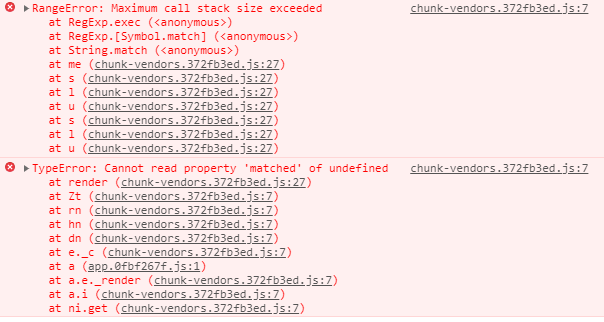 RangeError: Maximum call stack size exceeded chunk-vendors.372fb3ed.js:7
at RegExp.exec (<anonymous>)
at RegExp.[Symbol.match] (<anonymous>)
at String.match (<anonymous>)
at me (chunk-vendors.372fb3ed.js:27)
at s (chunk-vendors.372fb3ed.js:27)
at l (chunk-vendors.372fb3ed.js:27)
at u (chunk-vendors.372fb3ed.js:27)
at s (chunk-vendors.372fb3ed.js:27)
at l (chunk-vendors.372fb3ed.js:27)
at u (chunk-vendors.372fb3ed.js:27)
TypeError: Cannot read property 'matched' of undefined chunk-vendors.372fb3ed.js:7
at render (chunk-vendors.372fb3ed.js:27)
at Zt (chunk-vendors.372fb3ed.js:7)
at rn (chunk-vendors.372fb3ed.js:7)
at hn (chunk-vendors.372fb3ed.js:7)
at dn (chunk-vendors.372fb3ed.js:7)
at e._c (chunk-vendors.372fb3ed.js:7)
at a (app.0fbf267f.js:1)
at a.e._render (chunk-vendors.372fb3ed.js:7)
at a.i (chunk-vendors.372fb3ed.js:7)
at ni.get (chunk-vendors.372fb3ed.js:7)